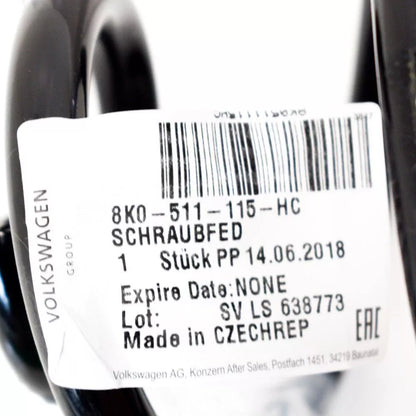 VOLKSWAGEN
GROUP
8K0-511-115-HC
SCHRAUBFED
1 Stück PP 14.06.2018
Expire Date:NONE
Lot: SV LS 638773
Made in CZECHREP
EAC
Volkswagen AG, Konzern After Sales, Postfach 1451, 34219 Baunatal